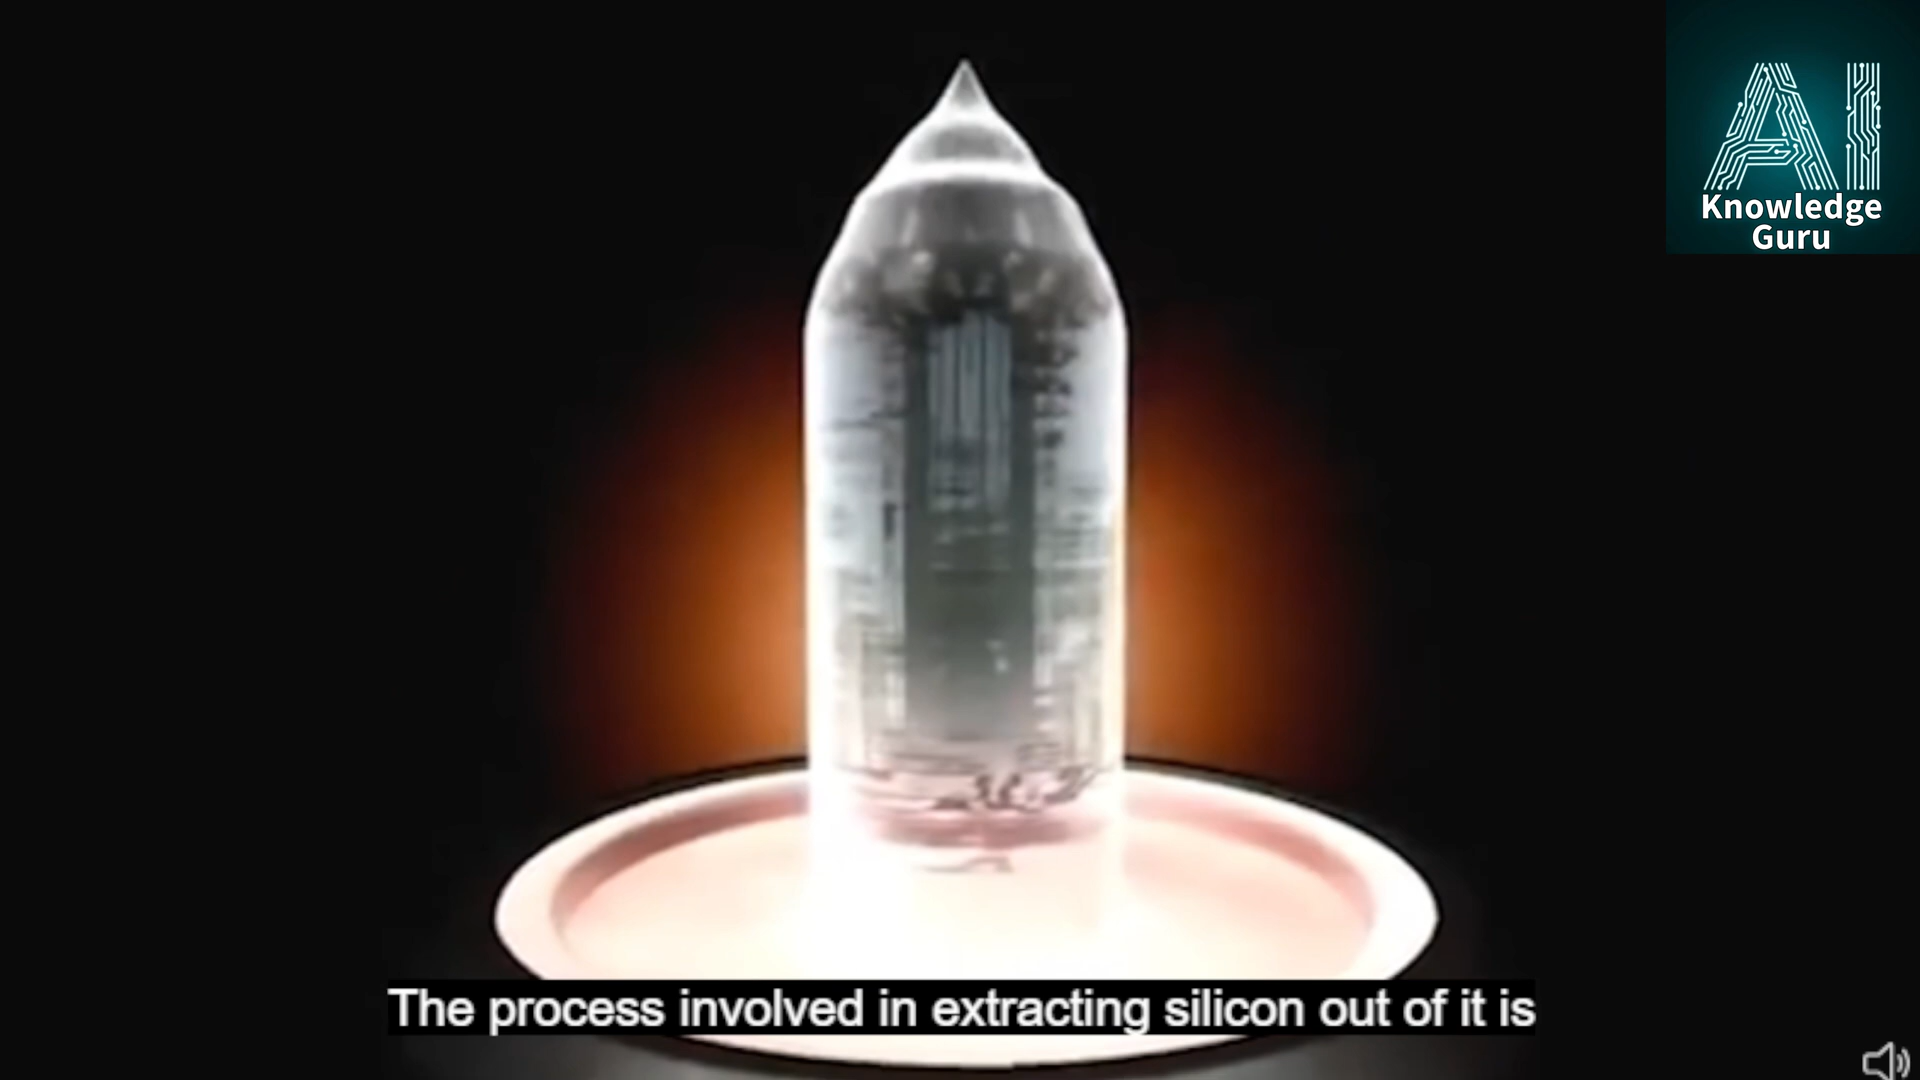 AI
Knowledge
Guru
The process involved in extracting silicon out of it is